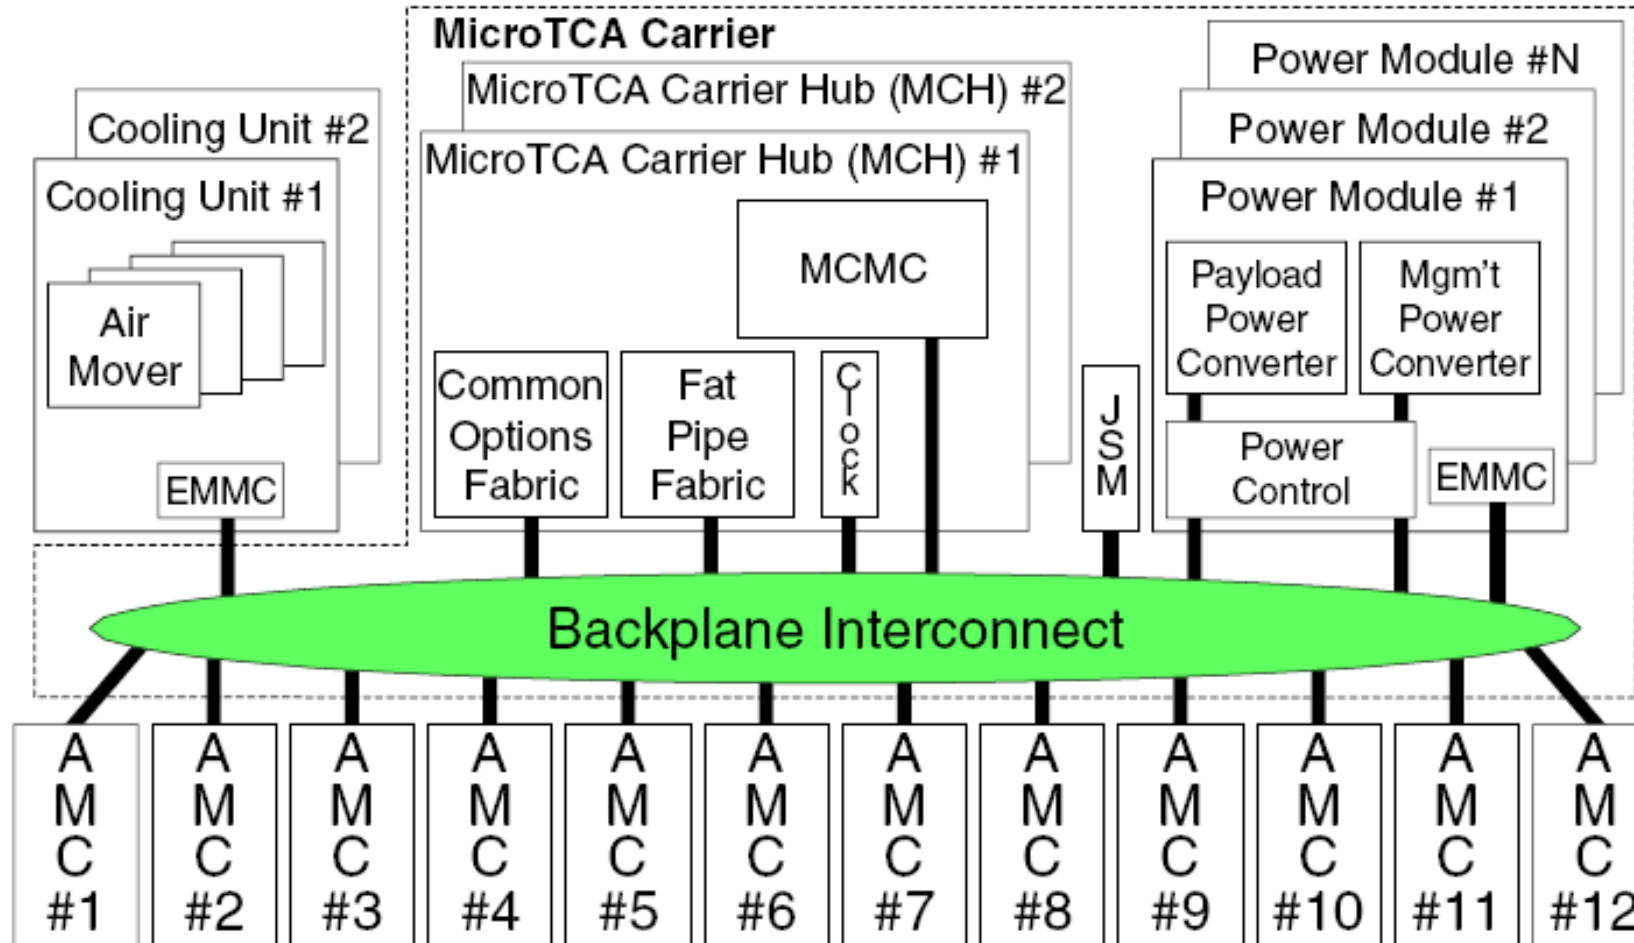 MicroTCA Carrier
Cooling Unit #2
Cooling Unit #1
Air
Mover
EMMC
MicroTCA Carrier Hub (MCH) #2
MicroTCA Carrier Hub (MCH) #1
MCMC
Common
Options
Fabric
Fat
Pipe
Fabric
Clock
JSM
Power Module #N
Power Module #2
Power Module #1
Payload
Power
Converter
Mgm't
Power
Converter
Power
Control
EMMC
Backplane Interconnect
AMC
#1
AMC
#2
AMC
#3
AMC
#4
AMC
#5
AMC
#6
AMC
#7
AMC
#8
AMC
#9
AMC
#10
AMC
#11
AMC
#12